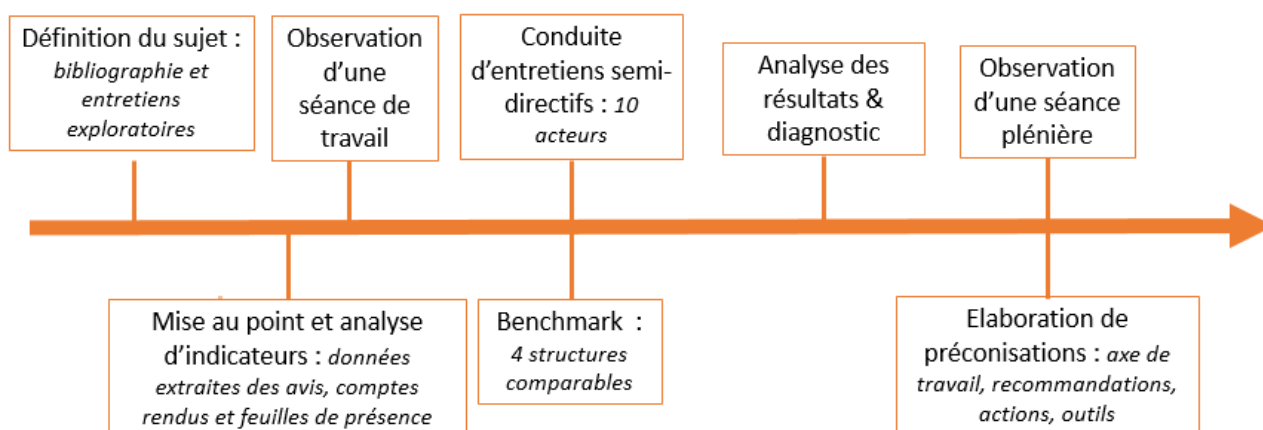 Définition du sujet :
bibliographie et
entretiens
exploratoires
Observation
d'une
séance de
travail
Conduite
d'entretiens semi-
directifs : 10
acteurs
Analyse des
résultats &
diagnostic
Observation
d'une séance
plénière
Mise au point et analyse
d'indicateurs : données
extraites des avis, comptes
rendus et feuilles de présence
Benchmark :
4 structures
comparables
Elaboration de
préconisations : axe de
travail, recommandations,
actions, outils